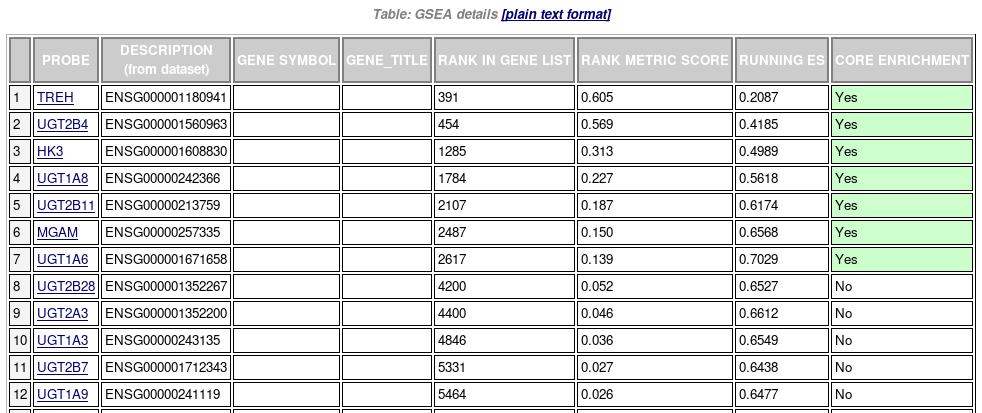 Table: GSEA details [plain text format]
PROBE DESCRIPTION (from dataset) GENE SYMBOL GENE_TITLE RANK IN GENE LIST RANK METRIC SCORE RUNNING ES CORE ENRICHMENT
1 TREH ENSG000001180941 391 0.605 0.2087 Yes
2 UGT2B4 ENSG000001560963 454 0.569 0.4185 Yes
3 HK3 ENSG000001608830 1285 0.313 0.4989 Yes
4 UGT1A8 ENSG00000242366 1784 0.227 0.5618 Yes
5 UGT2B11 ENSG00000213759 2107 0.187 0.6174 Yes
6 MGAM ENSG00000257335 2487 0.150 0.6568 Yes
7 UGT1A6 ENSG000001671658 2617 0.139 0.7029 Yes
8 UGT2B28 ENSG000001352267 4200 0.052 0.6527 No
9 UGT2A3 ENSG000001352200 4400 0.046 0.6612 No
10 UGT1A3 ENSG00000243135 4846 0.036 0.6549 No
11 UGT2B7 ENSG000001712343 5331 0.027 0.6438 No
12 UGT1A9 ENSG00000241119 5464 0.026 0.6477 No